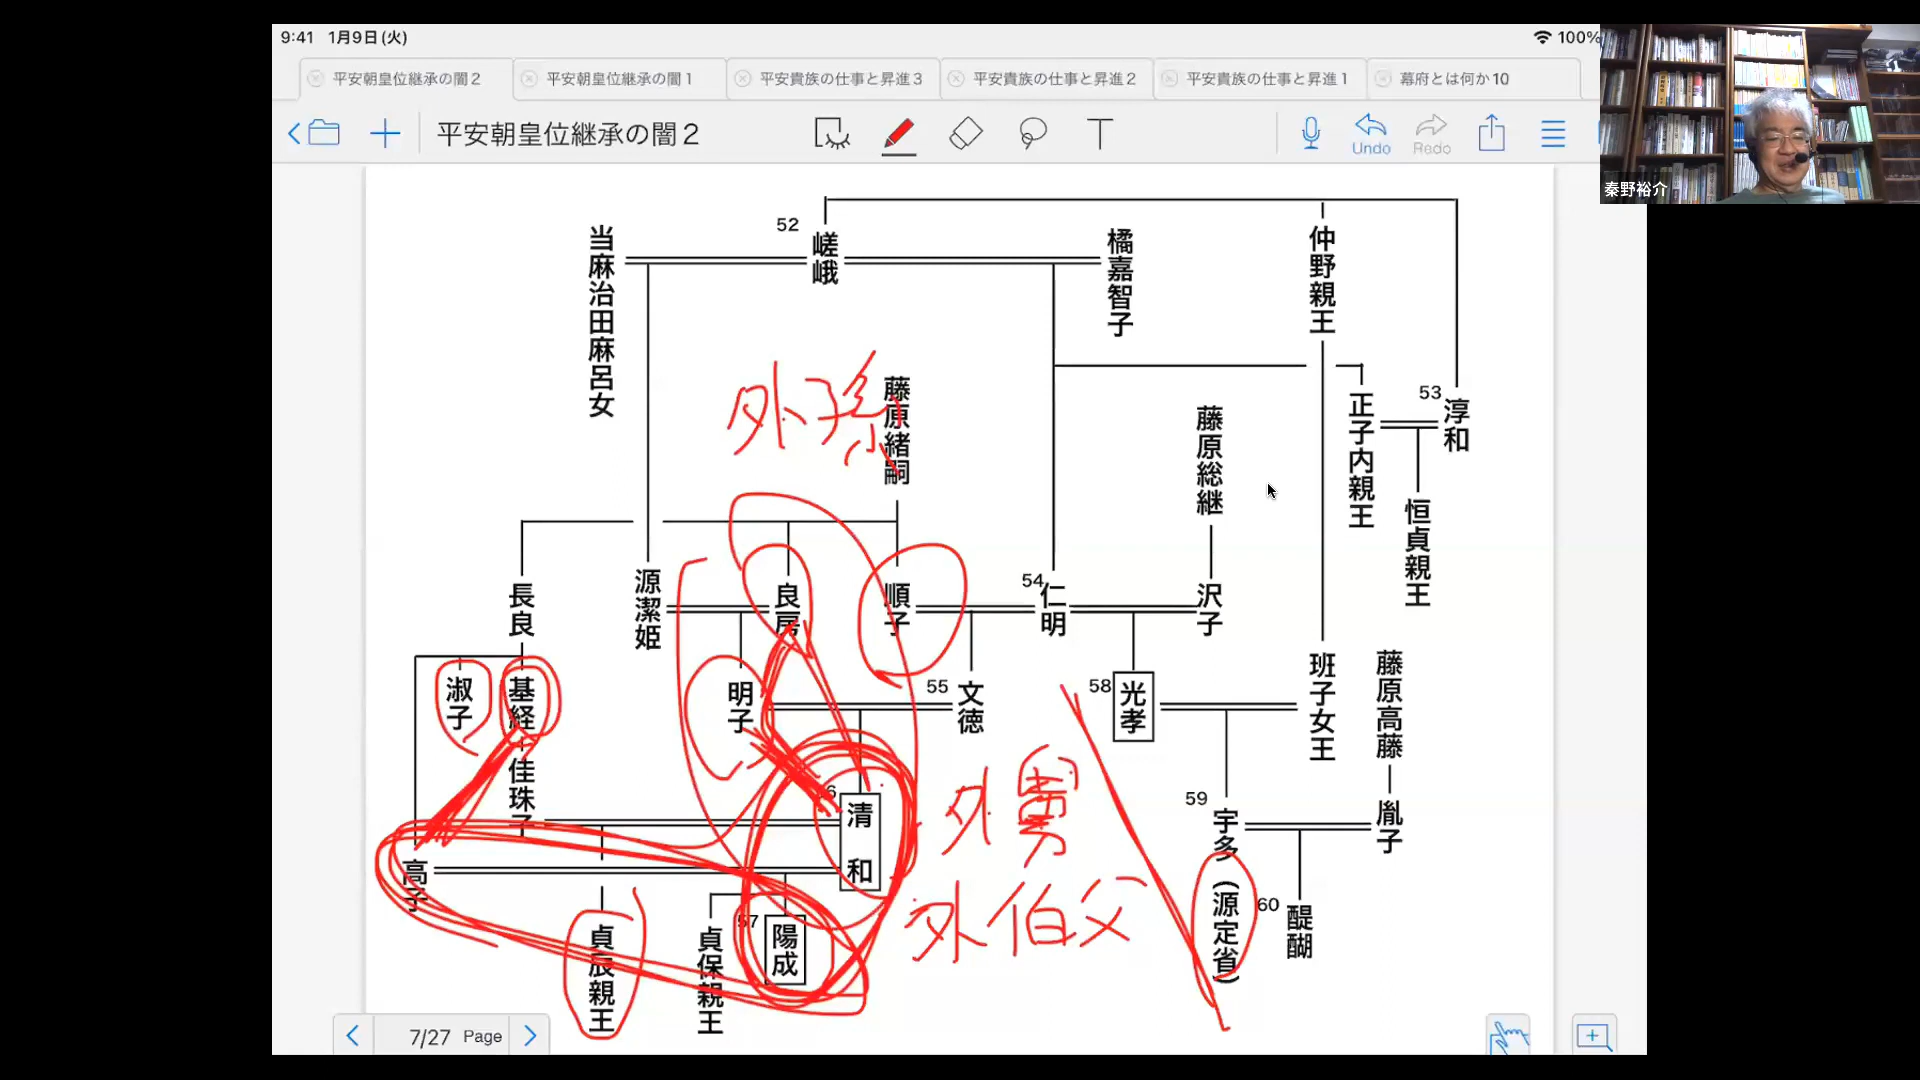 9:41 1月9日(火)
100%
平安朝皇位継承の闇２
平安朝皇位継承の闇１
平安貴族の仕事と昇進３
平安貴族の仕事と昇進２
平安貴族の仕事と昇進１
幕府とは何か10
平安朝皇位継承の闇２
Undo
Redo
秦野裕介
当麻治田麻呂女
52
嵯峨
橘嘉智子
仲野親王
53
淳和
正子内親王
恒貞親王
外孫
藤原緒嗣
藤原総継
長良
源潔姫
良房
順子
54
仁明
沢子
淑子
基経
明子
55
文徳
58
光孝
班子女王
藤原高藤
佳珠子
清和
外舅
59
宇多（源定省）
胤子
高子
外伯父
60
醍醐
貞辰親王
貞保親王
57
陽成
7/27 Page